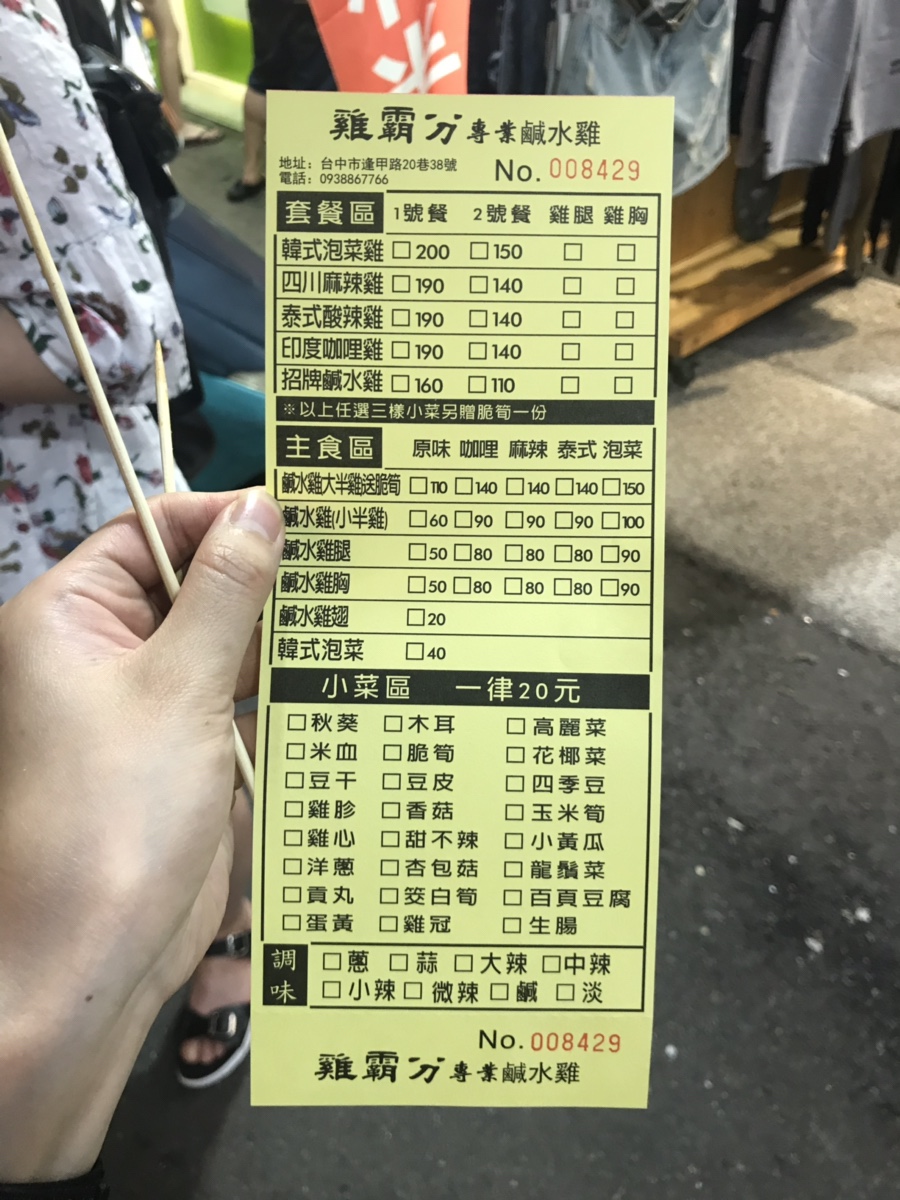 雞霸夯專業鹹水雞
地址：台中市逢甲路20巷38號
電話：0938867766
No.008429
套餐區 1號餐 2號餐 雞腿 雞胸
韓式泡菜雞 □200 □150 □ □
四川麻辣雞 □190 □140 □ □
泰式酸辣雞 □190 □140 □ □
印度咖哩雞 □190 □140 □ □
招牌鹹水雞 □160 □110 □ □
※以上任選三樣小菜另贈脆筍一份
主食區 原味 咖哩 麻辣 泰式 泡菜
鹹水雞大半雞送脆筍 □110 □140 □140 □140 □150
鹹水雞(小半雞) □60 □90 □90 □90 □100
鹹水雞腿 □50 □80 □80 □80 □90
鹹水雞胸 □50 □80 □80 □80 □90
鹹水雞翅 □20
韓式泡菜 □40
小菜區 一律20元
□秋葵 □木耳 □高麗菜
□米血 □脆筍 □花椰菜
□豆干 □豆皮 □四季豆
□雞胗 □香菇 □玉米筍
□雞心 □甜不辣 □小黃瓜
□洋蔥 □杏包菇 □龍鬚菜
□貢丸 □筊白筍 □百頁豆腐
□蛋黃 □雞冠 □生腸
調味 □蔥 □蒜 □大辣 □中辣
□小辣 □微辣 □鹹 □淡
No.008429
雞霸夯專業鹹水雞